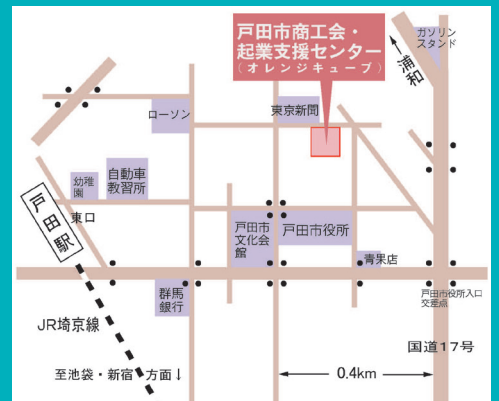 戸田市商工会・
起業支援センター
(オレンジキューブ)
ガソリン
スタンド
浦和
ローソン
東京新聞
幼稚
園
自動車
教習所
戸田駅
東口
戸田市
文化会
館
戸田市役所
青果店
群馬
銀行
戸田市役所入口
交差点
JR埼京線
国道17号
至池袋・新宿 方面↓
0.4km